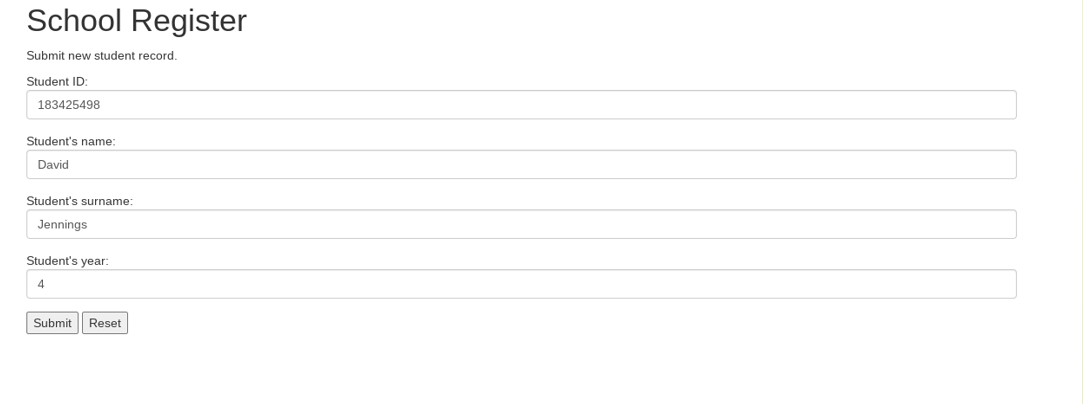 School Register
Submit new student record.
Student ID:
183425498
Student's name:
David
Student's surname:
Jennings
Student's year:
4
Submit Reset